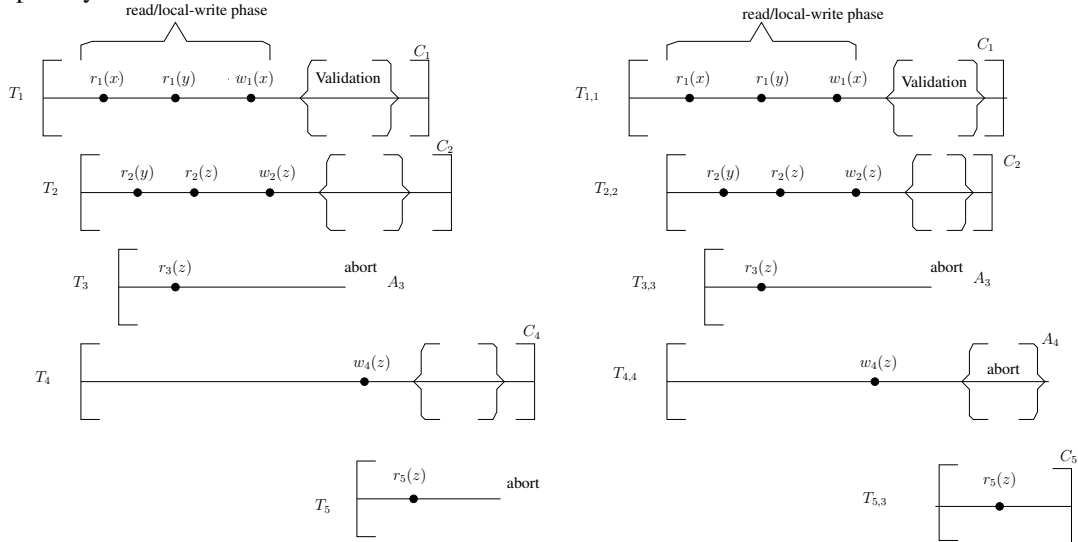 read/local-write phase
C₁
r₁(x) r₁(y) w₁(x) Validation
T₁
C₂
r₂(y) r₂(z) w₂(z)
T₂
r₃(z) abort
T₃ A₃
C₄
w₄(z)
T₄
r₅(z) abort
T₅
read/local-write phase
C₁
r₁(x) r₁(y) w₁(x) Validation
T₁,₁
C₂
r₂(y) r₂(z) w₂(z)
T₂,₂
r₃(z) abort
T₃,₃ A₃
A₄
w₄(z) abort
T₄,₄
C₅
r₅(z)
T₅,₃